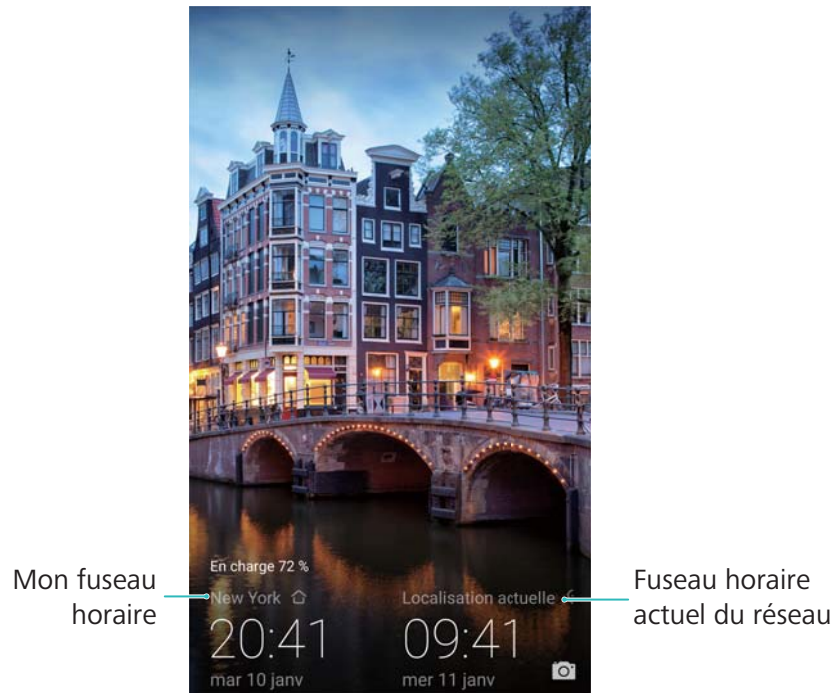 En charge 72 %
Mon fuseau
horaire
New York
Localisation actuelle
Fuseau horaire
actuel du réseau
20:41
09:41
mar 10 janv
mer 11 janv